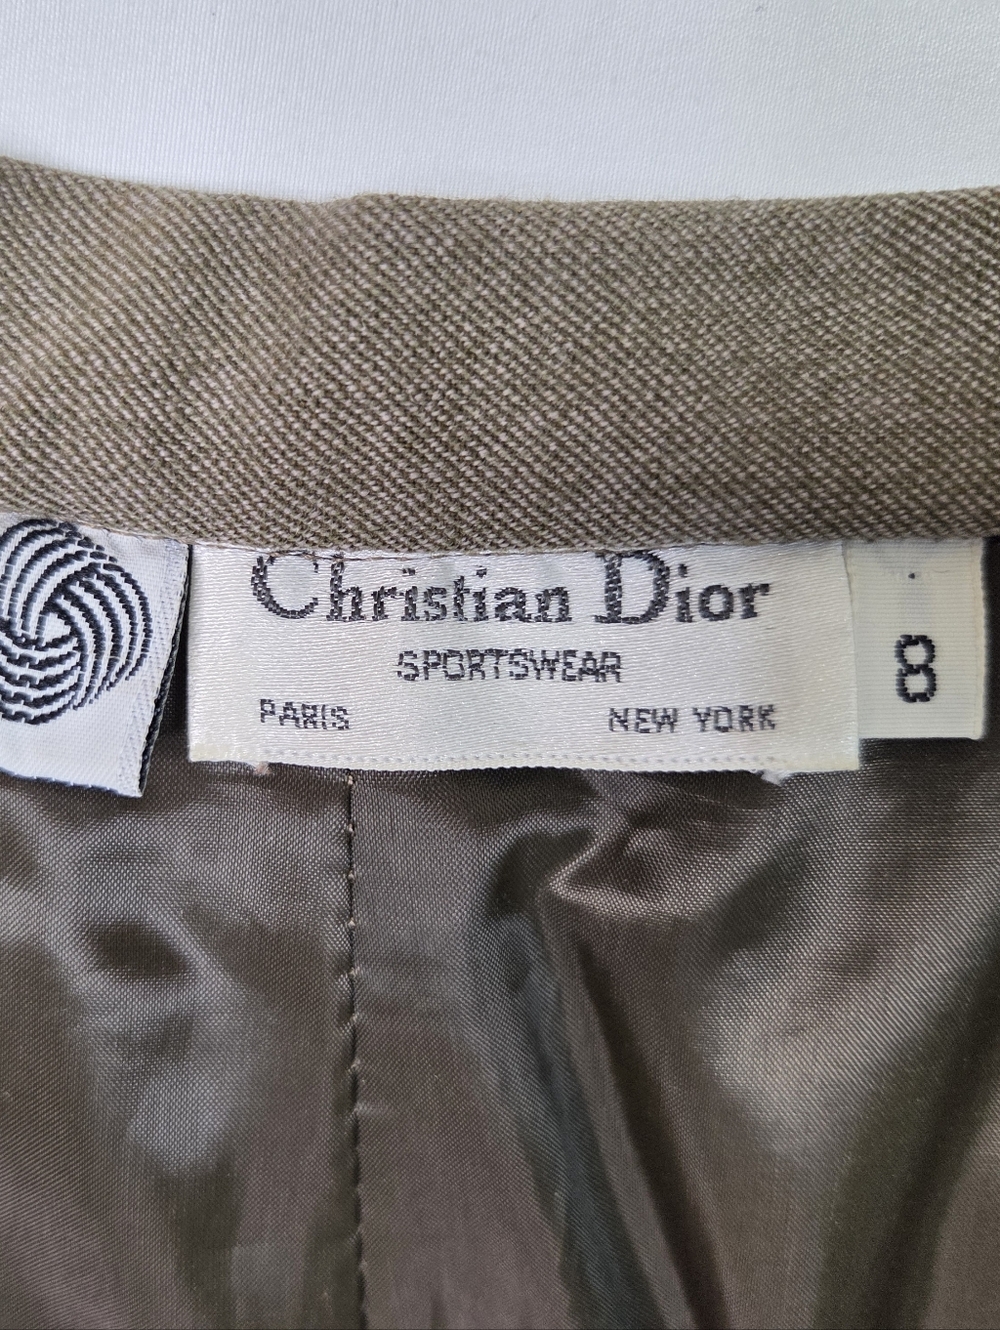 Christian Dior
SPORTSWEAR
PARIS NEW YORK
8